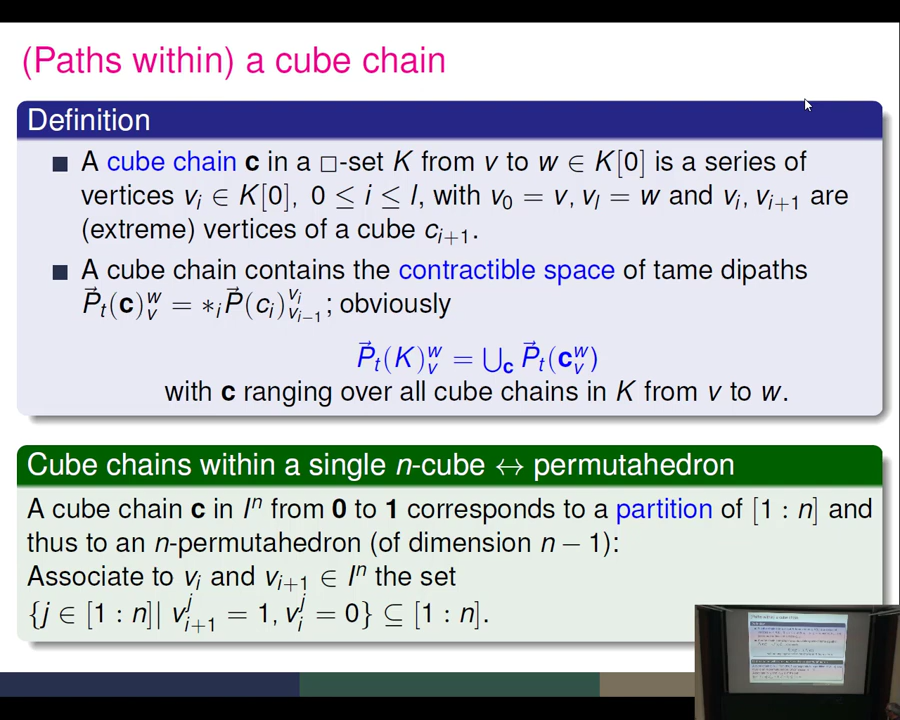 (Paths within) a cube chain
Definition
A cube chain c in a □-set K from v to w ∈ K[0] is a series of
vertices v_i ∈ K[0], 0 ≤ i ≤ l, with v_0 = v, v_l = w and v_i, v_{i+1} are
(extreme) vertices of a cube c_{i+1}.
A cube chain contains the contractible space of tame dipaths
P⃗_t(c)_v^w = *_i P⃗(c_i)_{v_{i−1}}^{v_i}; obviously
P⃗_t(K)_v^w = ⋃_c P⃗_t(c_v^w)
with c ranging over all cube chains in K from v to w.
Cube chains within a single n-cube ↔ permutahedron
A cube chain c in I^n from 0 to 1 corresponds to a partition of [1 : n] and
thus to an n-permutahedron (of dimension n − 1):
Associate to v_i and v_{i+1} ∈ I^n the set
{j ∈ [1 : n]| v_{i+1}^j = 1, v_i^j = 0} ⊆ [1 : n].